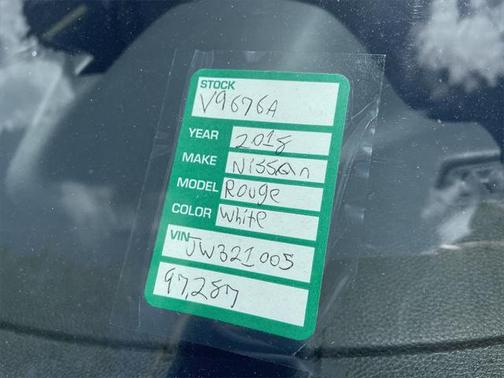 STOCK
V9676A
YEAR 2018
MAKE Nissan
MODEL Rouge
COLOR White
VIN JW321005
97,287